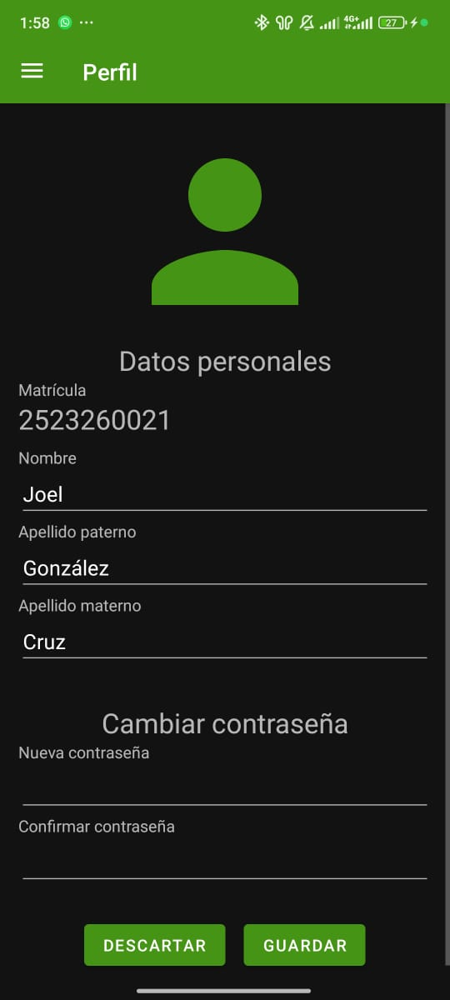 1:58 ...
4G+ 27
Perfil
Datos personales
Matrícula
2523260021
Nombre
Joel
Apellido paterno
González
Apellido materno
Cruz
Cambiar contraseña
Nueva contraseña
Confirmar contraseña
DESCARTAR GUARDAR